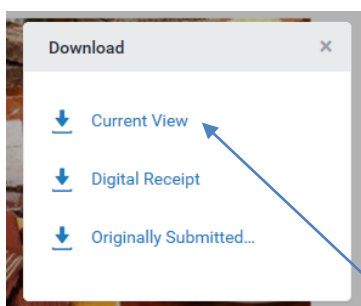 Download ×
Current View
Digital Receipt
Originally Submitted...